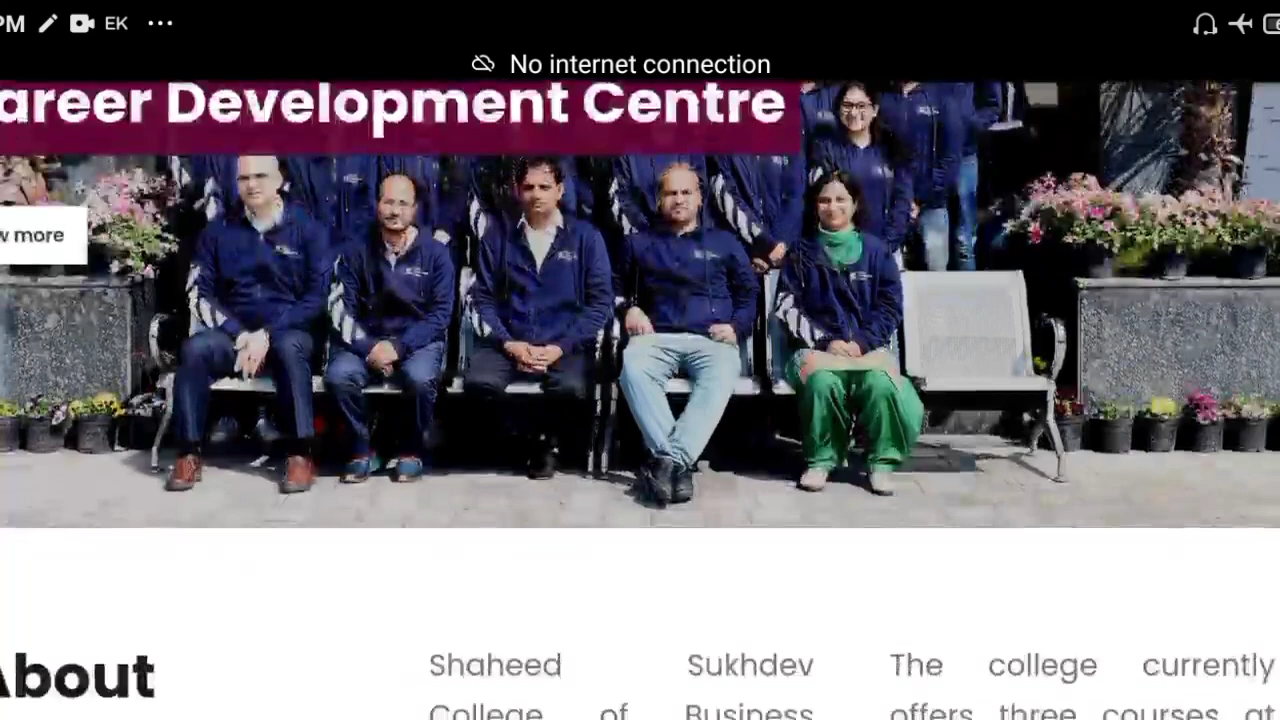 PM EK ...
No internet connection
areer Development Centre
w more
About
Shaheed Sukhdev
College of Business
The college currently
offers three courses at